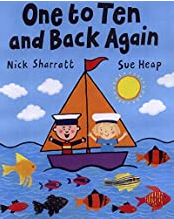 One to Ten
and Back Again
Nick Sharratt Sue Heap